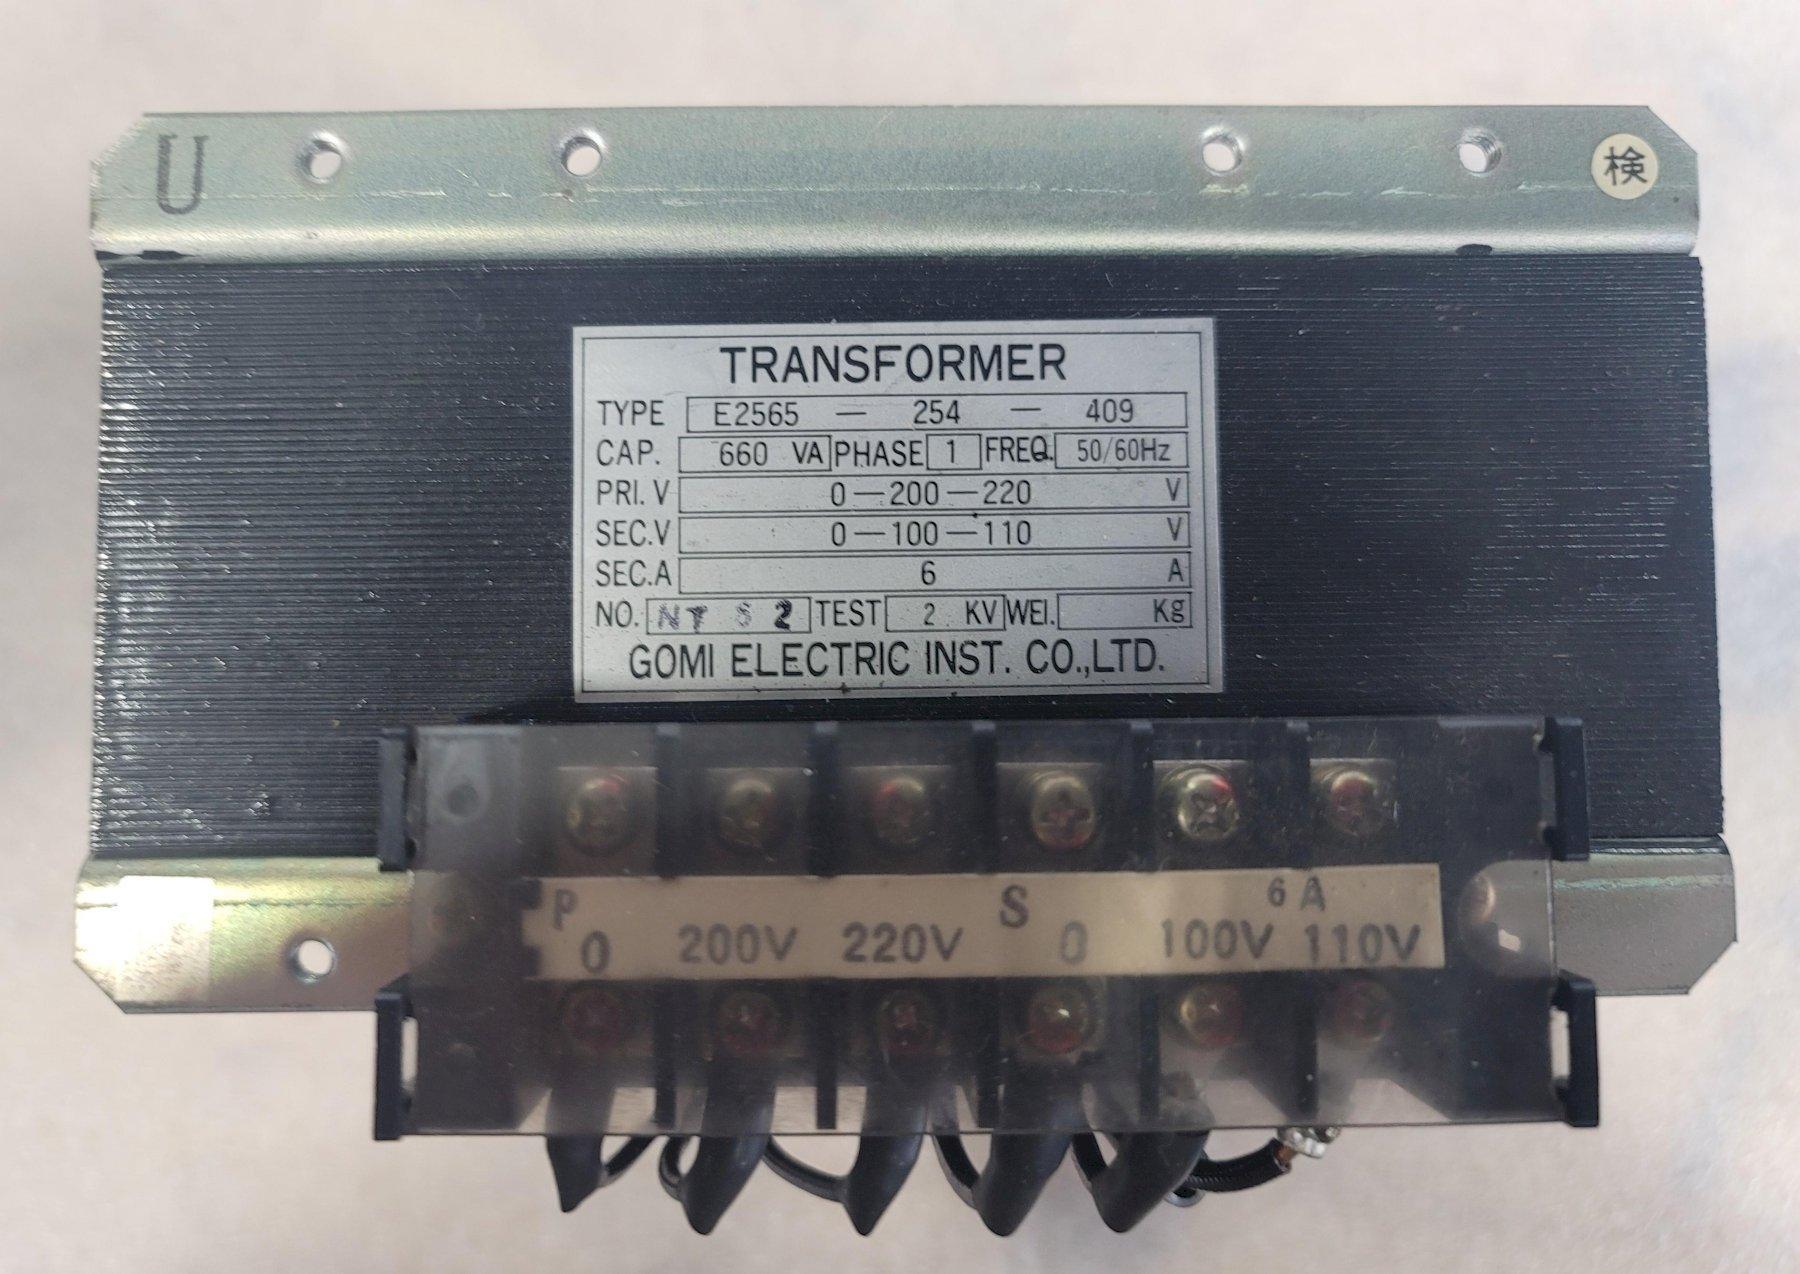 U
検
TRANSFORMER
TYPE E2565 — 254 — 409
CAP. 660 VA PHASE 1 FREQ. 50/60Hz
PRI. V 0—200—220 V
SEC.V 0—100—110 V
SEC.A 6 A
NO. NT 2 TEST 2 KV WEI. Kg
GOMI ELECTRIC INST. CO.,LTD.
P S 6 A
0 200V 220V 0 100V 110V